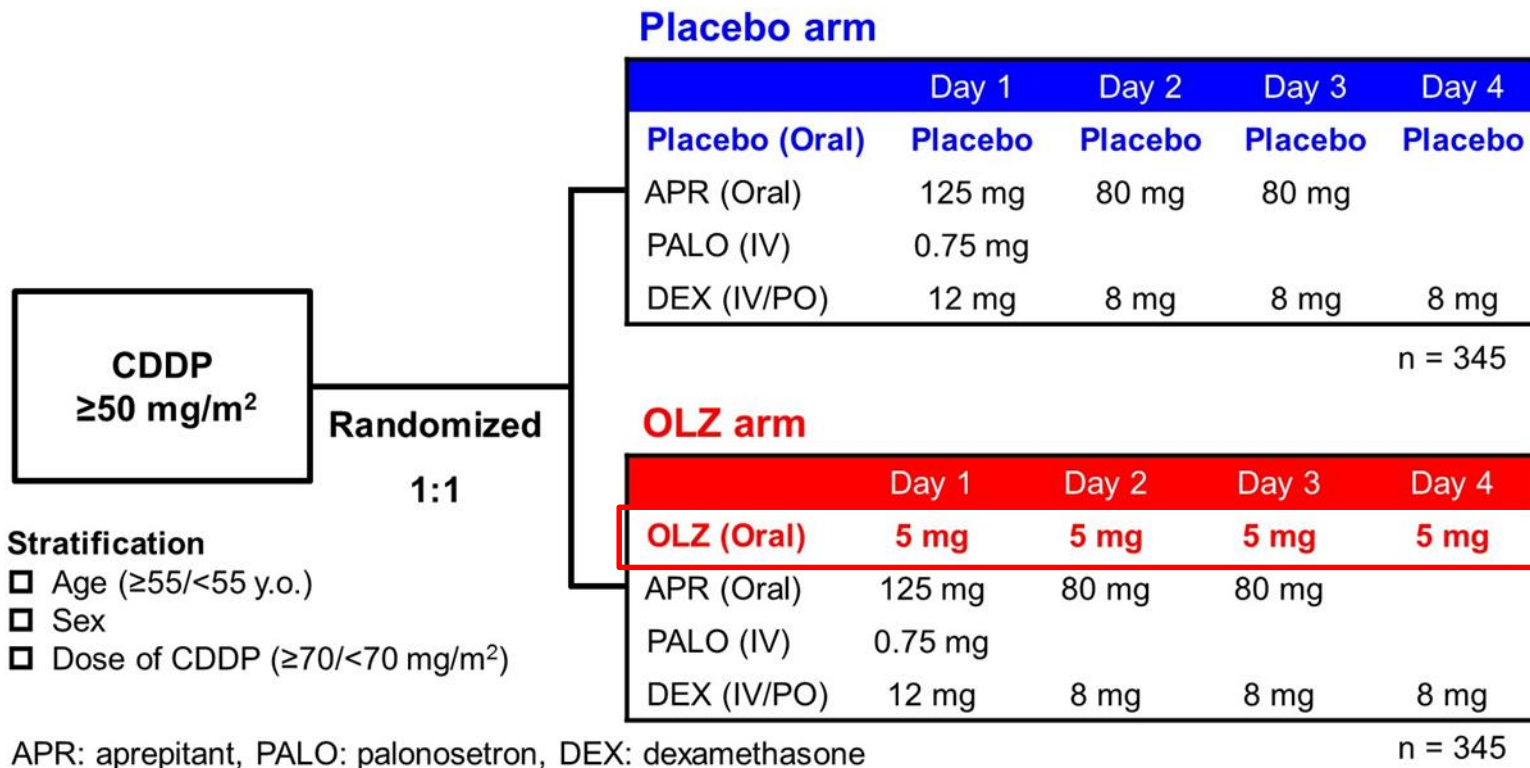 Placebo arm
Day 1 Day 2 Day 3 Day 4
Placebo (Oral) Placebo Placebo Placebo Placebo
APR (Oral) 125 mg 80 mg 80 mg
PALO (IV) 0.75 mg
DEX (IV/PO) 12 mg 8 mg 8 mg 8 mg
n = 345
CDDP
≥50 mg/m²
Randomized
1:1
Stratification
□ Age (≥55/<55 y.o.)
□ Sex
□ Dose of CDDP (≥70/<70 mg/m²)
OLZ arm
Day 1 Day 2 Day 3 Day 4
OLZ (Oral) 5 mg 5 mg 5 mg 5 mg
APR (Oral) 125 mg 80 mg 80 mg
PALO (IV) 0.75 mg
DEX (IV/PO) 12 mg 8 mg 8 mg 8 mg
n = 345
APR: aprepitant, PALO: palonosetron, DEX: dexamethasone